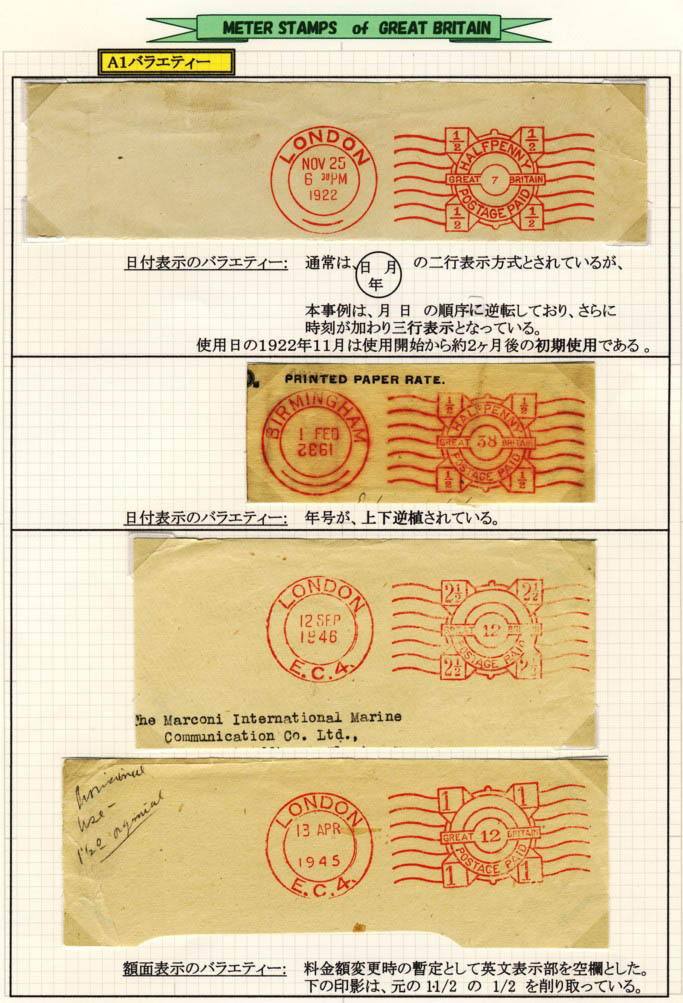 METER STAMPS of GREAT BRITAIN
A1バラエティー
LONDON
NOV 25
6 30PM
1922
1/2 1/2
HALFPENNY
GREAT 7 BRITAIN
POSTAGE PAID
1/2 1/2
日付表示のバラエティー: 通常は、日 月 年 の二行表示方式とされているが、
本事例は、月 日 の順序に逆転しており、さらに
時刻が加わり三行表示となっている。
使用日の1922年11月は使用開始から約2ヶ月後の初期使用である。
PRINTED PAPER RATE.
BIRMINGHAM
1 FEB
1932
1/2 1/2
HALFPENNY
GREAT 38 BRITAIN
POSTAGE PAID
1/2 1/2
日付表示のバラエティー: 年号が、上下逆植されている。
LONDON
12 SEP
1946
E.C.4.
2 1/2 2 1/2
GREAT 12 BRITAIN
POSTAGE PAID
2 1/2 2 1/2
The Marconi International Marine
Communication Co. Ltd.,
Provisional
use -
LONDON
13 APR
1945
E.C.4.
1 1
GREAT 12 BRITAIN
POSTAGE PAID
1 1
額面表示のバラエティー: 料金額変更時の暫定として英文表示部を空欄とした。
下の印影は、元の 1-1/2 の 1/2 を削り取っている。